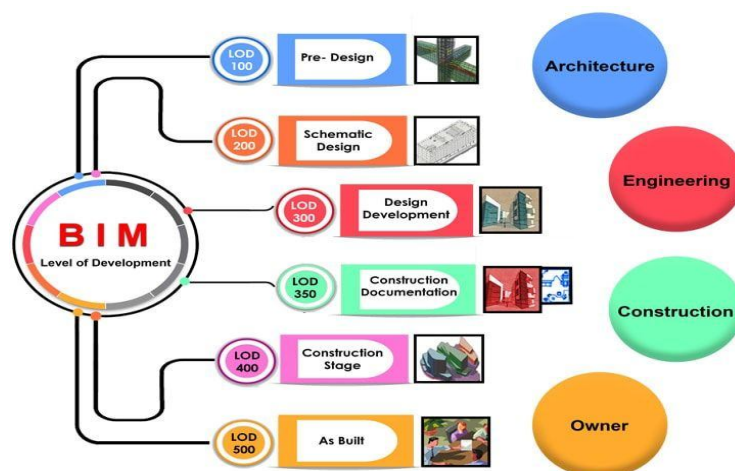 LOD
100
Pre- Design
Architecture
LOD
200
Schematic
Design
Engineering
LOD
300
Design
Development
B I M
Level of Development
LOD
350
Construction
Documentation
Construction
LOD
400
Construction
Stage
Owner
LOD
500
As Built